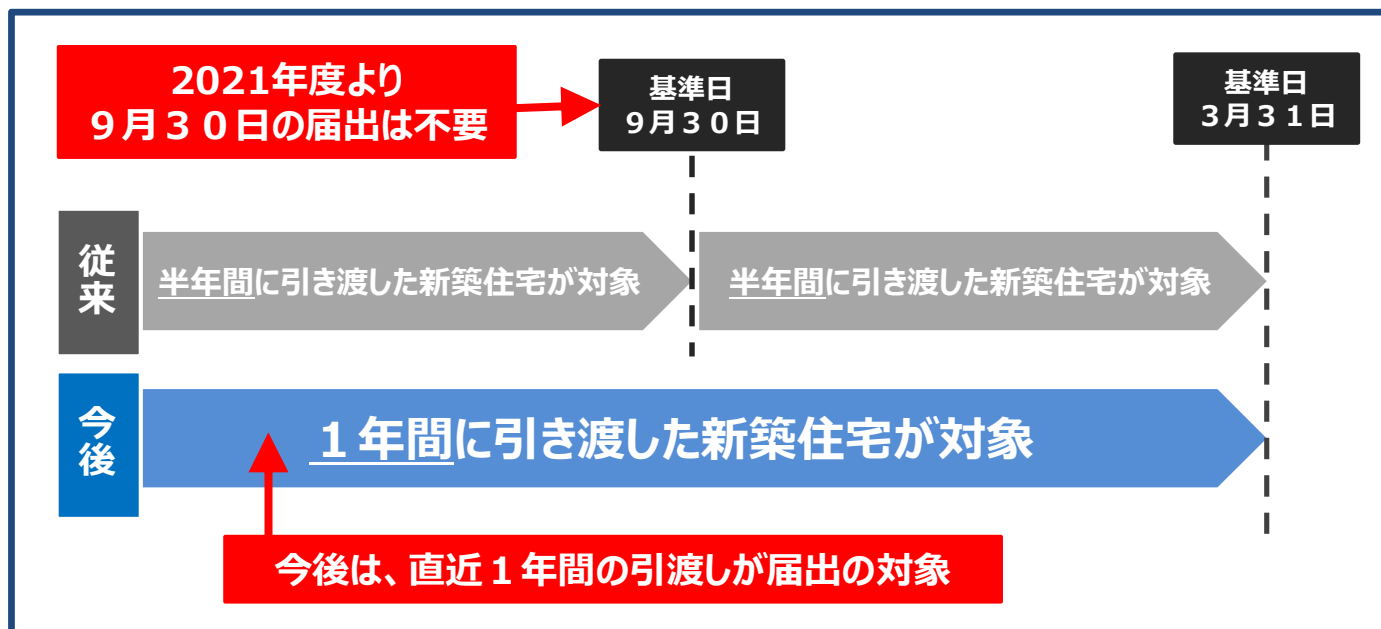 2021年度より
９月３０日の届出は不要
基準日
９月３０日
基準日
３月３１日
従来
半年間に引き渡した新築住宅が対象
半年間に引き渡した新築住宅が対象
今後
１年間に引き渡した新築住宅が対象
今後は、直近１年間の引渡しが届出の対象